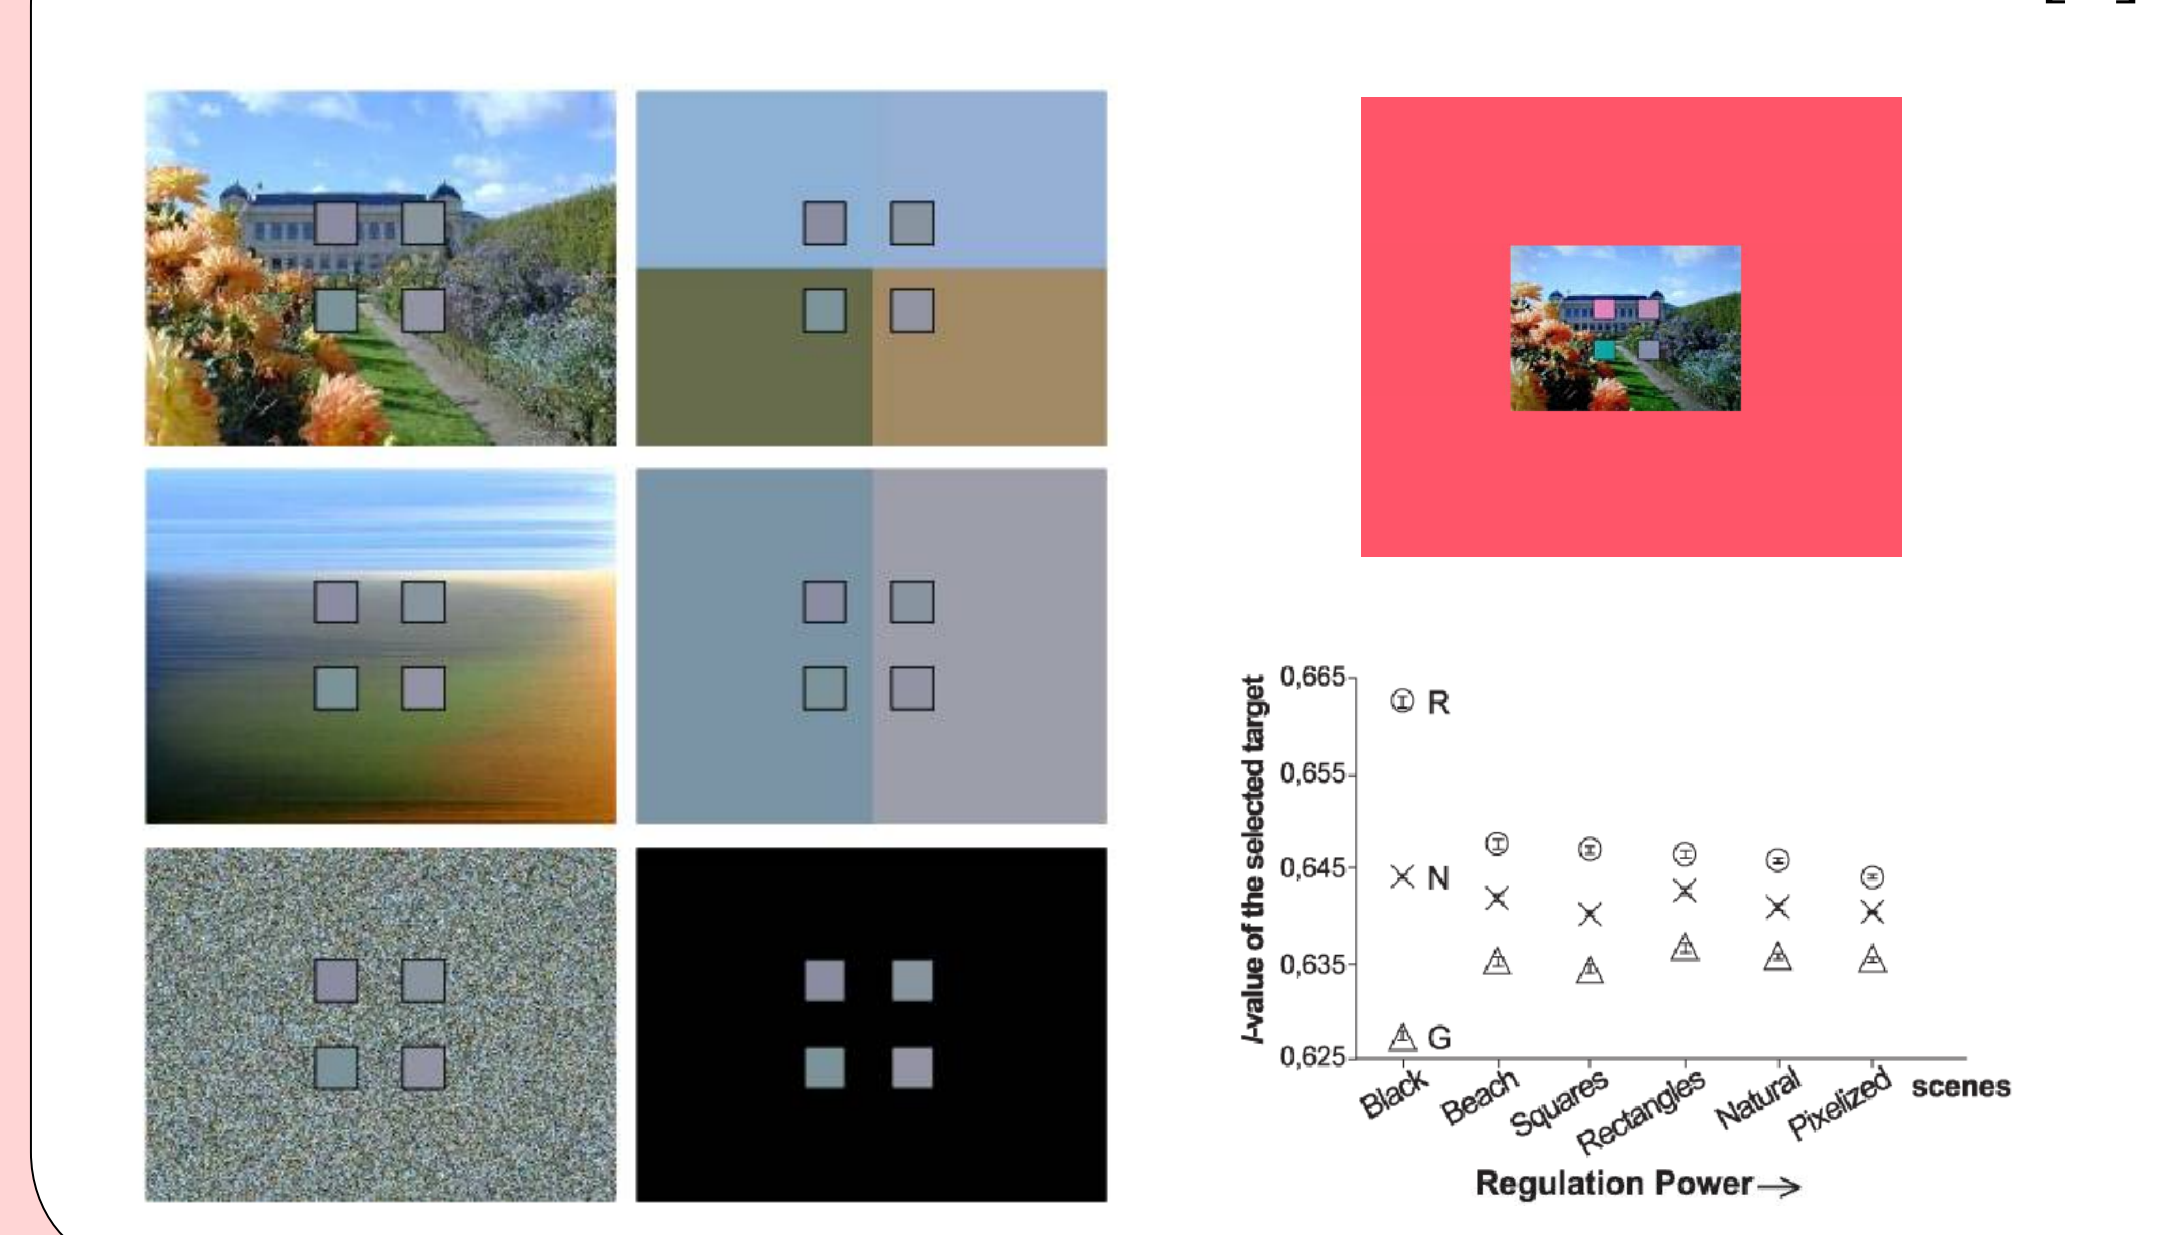 0,665
R
0,655
0,645
N
0,635
G
0,625
l-value of the selected target
Black
Beach
Squares
Rectangles
Natural
Pixelized
scenes
Regulation Power→